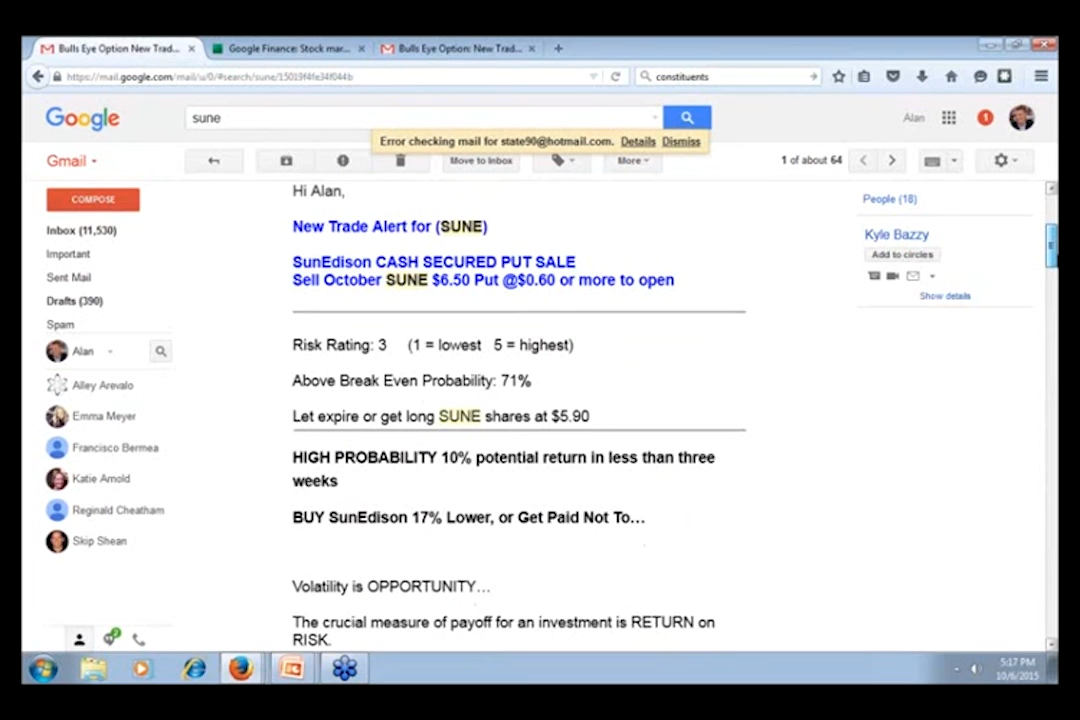 Bulls Eye Option New Trad... ×
Google Finance: Stock mar... ×
Bulls Eye Option: New Trad... ×
+
https://mail.google.com/mail/u/0/#search/sune/15019f4fe34f044b
constituents
Google
sune
Alan
1
Error checking mail for state90@hotmail.com. Details Dismiss
Gmail
Move to Inbox
More
1 of about 64
COMPOSE
Inbox (11,530)
Important
Sent Mail
Drafts (390)
Spam
Alan
Alley Arevalo
Emma Meyer
Francisco Bermea
Katie Arnold
Reginald Cheatham
Skip Shean
2
Hi Alan,
New Trade Alert for (SUNE)
SunEdison CASH SECURED PUT SALE
Sell October SUNE $6.50 Put @$0.60 or more to open
Risk Rating: 3 (1 = lowest 5 = highest)
Above Break Even Probability: 71%
Let expire or get long SUNE shares at $5.90
HIGH PROBABILITY 10% potential return in less than three
weeks
BUY SunEdison 17% Lower, or Get Paid Not To…
Volatility is OPPORTUNITY…
The crucial measure of payoff for an investment is RETURN on
RISK.
People (18)
Kyle Bazzy
Add to circles
Show details
5:17 PM
10/6/2015